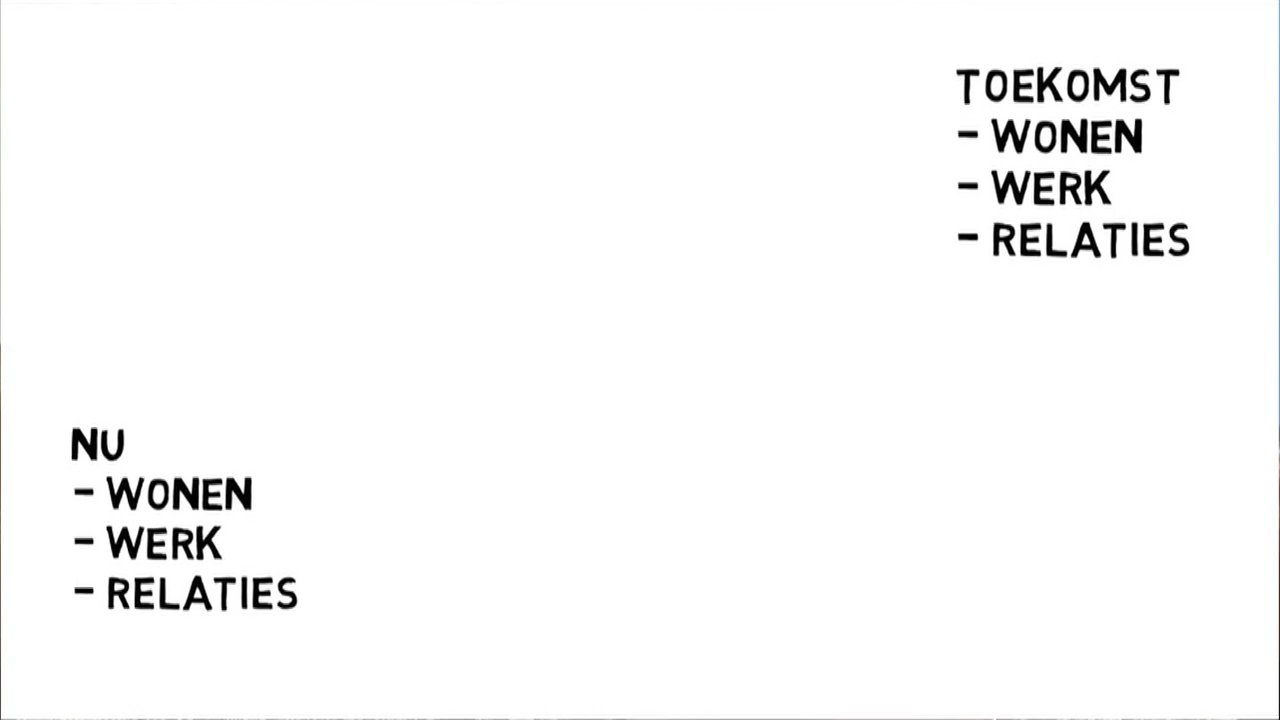 TOEKOMST
- WONEN
- WERK
- RELATIES
NU
- WONEN
- WERK
- RELATIES